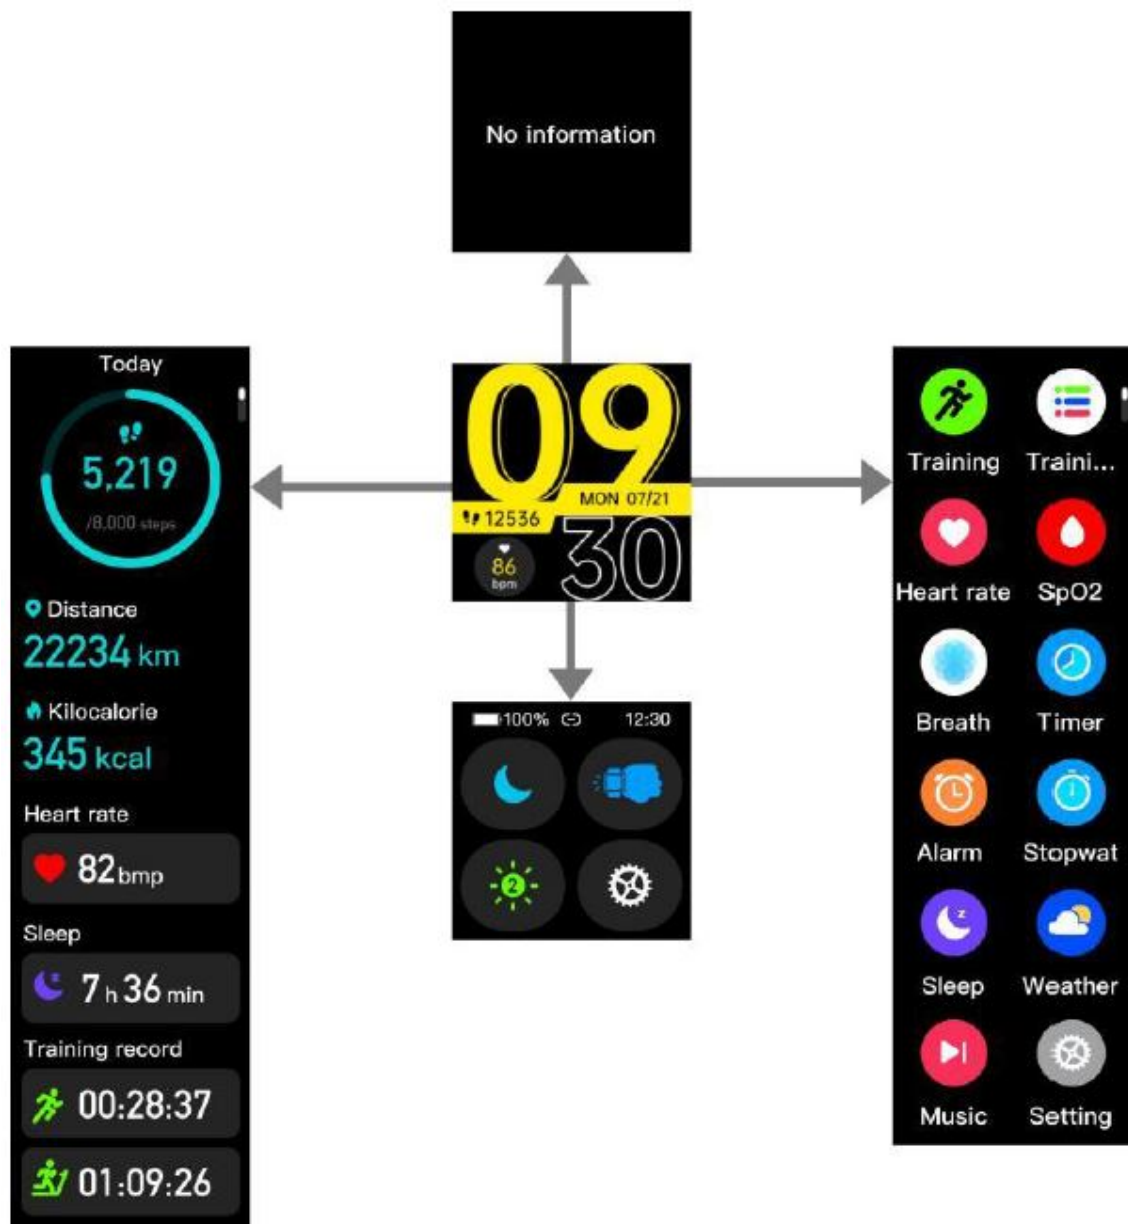 No information
Today
5,219
/8,000 steps
Distance
22234 km
Kilocalorie
345 kcal
Heart rate
82 bmp
Sleep
7 h 36 min
Training record
00:28:37
01:09:26
09
MON 07/21
12536
30
86
bpm
100% 12:30
2
Training Traini...
Heart rate SpO2
Breath Timer
Alarm Stopwat
Sleep Weather
Music Setting